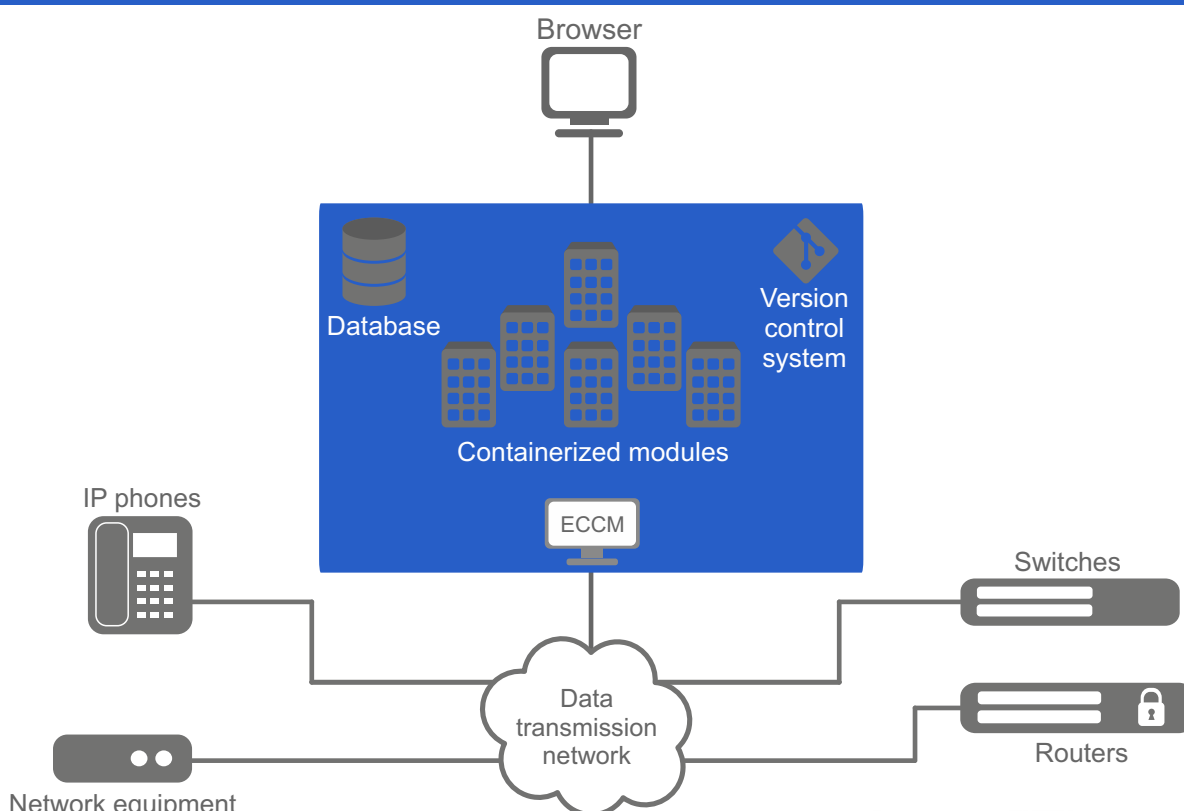 Browser
Database
Version
control
system
Containerized modules
ECCM
IP phones
Switches
Data
transmission
network
Routers
Network equipment